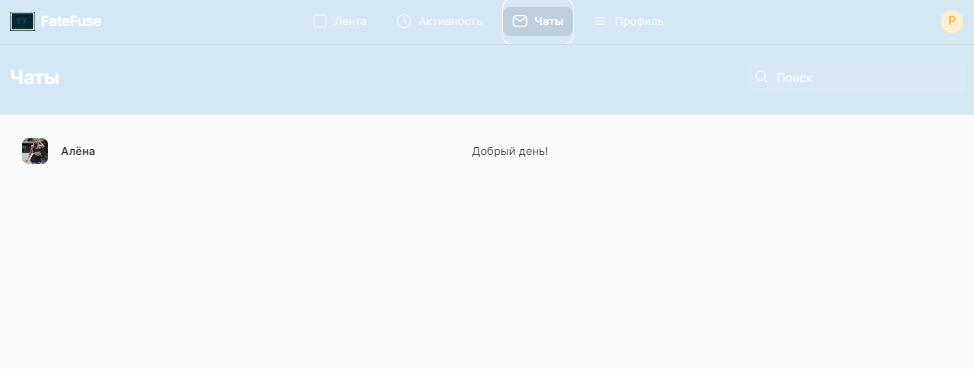 FateFuse
Лента
Активность
Чаты
Профиль
P
Чаты
Поиск
Алёна
Добрый день!